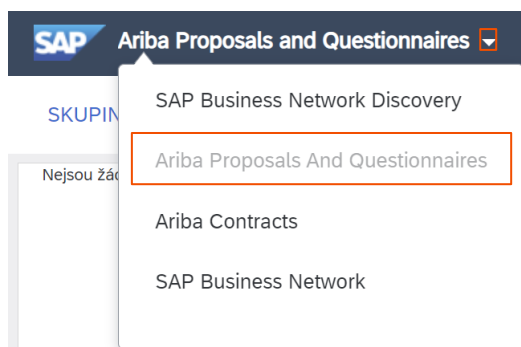 SAP Ariba Proposals and Questionnaires
SAP Business Network Discovery
Ariba Proposals And Questionnaires
Ariba Contracts
SAP Business Network
SKUPIN
Nejsou žá